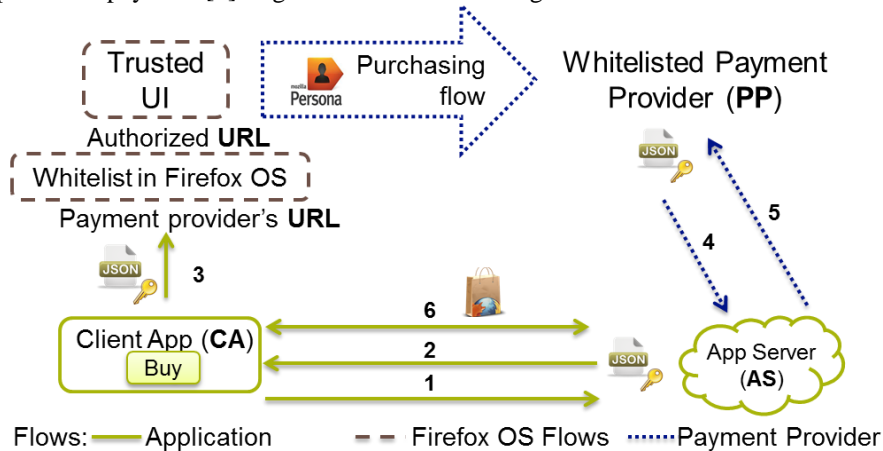 Trusted
UI
mozilla
Persona
Purchasing
flow
Whitelisted Payment
Provider (PP)
Authorized URL
Whitelist in Firefox OS
Payment provider's URL
JSON
JSON
3
4
5
6
Client App (CA)
Buy
2
JSON
App Server
(AS)
1
Flows: Application Firefox OS Flows Payment Provider